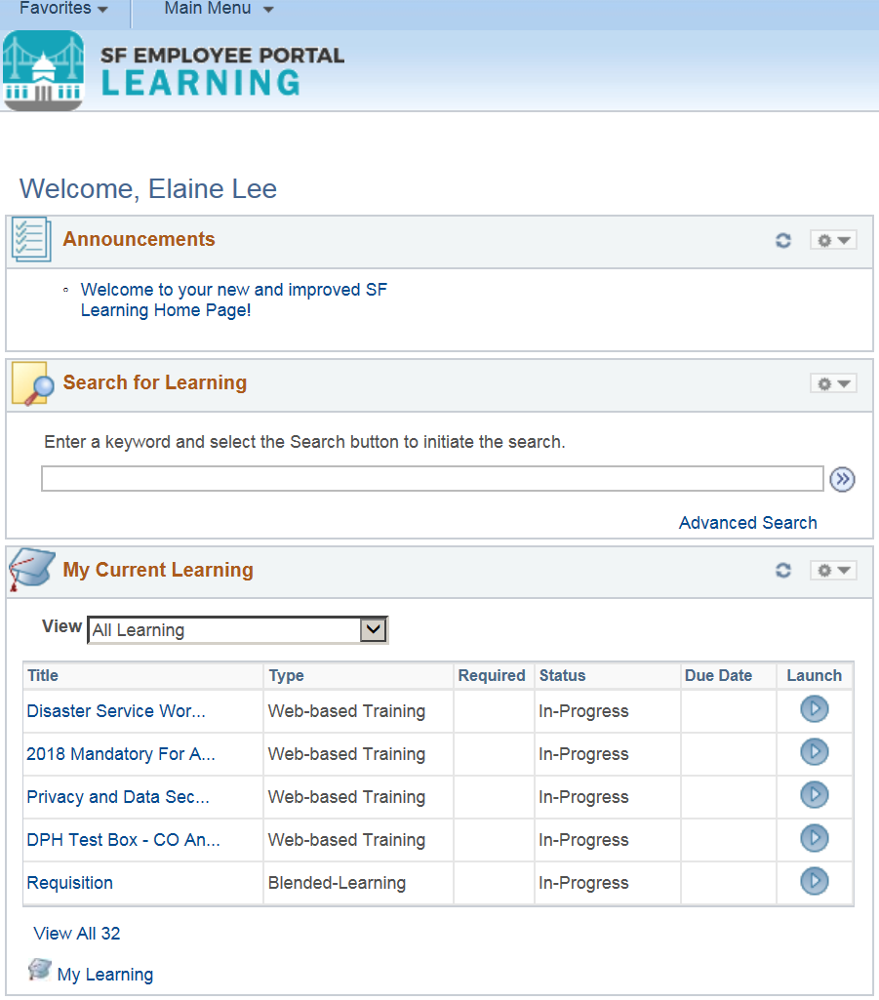 Favorites Main Menu
SF EMPLOYEE PORTAL
LEARNING
Welcome, Elaine Lee
Announcements
Welcome to your new and improved SF
Learning Home Page!
Search for Learning
Enter a keyword and select the Search button to initiate the search.
Advanced Search
My Current Learning
View All Learning
Title Type Required Status Due Date Launch
Disaster Service Wor... Web-based Training In-Progress
2018 Mandatory For A... Web-based Training In-Progress
Privacy and Data Sec... Web-based Training In-Progress
DPH Test Box - CO An... Web-based Training In-Progress
Requisition Blended-Learning In-Progress
View All 32
My Learning